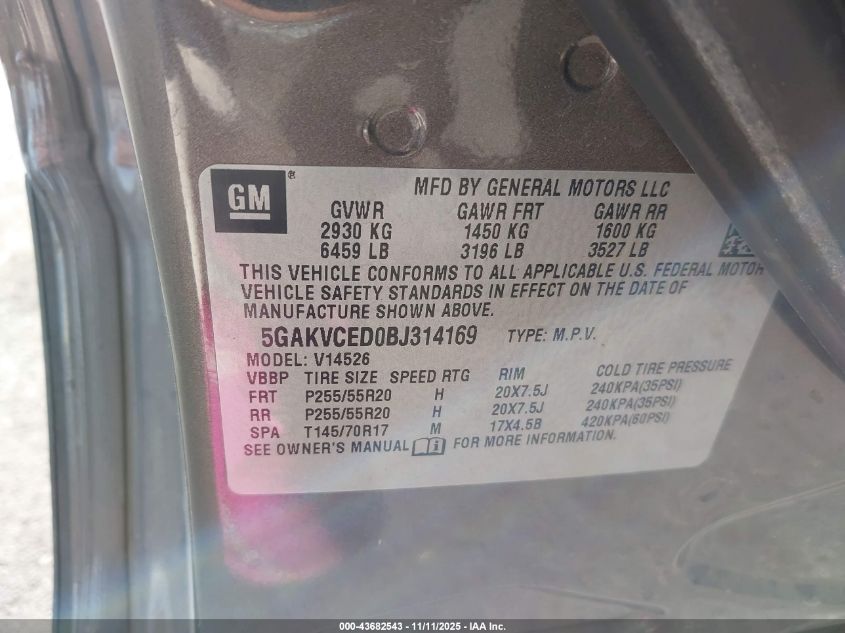 GM
MFD BY GENERAL MOTORS LLC
GVWR GAWR FRT GAWR RR
2930 KG 1450 KG 1600 KG
6459 LB 3196 LB 3527 LB
THIS VEHICLE CONFORMS TO ALL APPLICABLE U.S. FEDERAL MOTOR
VEHICLE SAFETY STANDARDS IN EFFECT ON THE DATE OF
MANUFACTURE SHOWN ABOVE.
5GAKVCED0BJ314169 TYPE: M.P.V.
MODEL: V14526
VBBP TIRE SIZE SPEED RTG RIM COLD TIRE PRESSURE
FRT P255/55R20 H 20X7.5J 240KPA(35PSI)
RR P255/55R20 H 20X7.5J 240KPA(35PSI)
SPA T145/70R17 M 17X4.5B 420KPA(60PSI)
SEE OWNER'S MANUAL FOR MORE INFORMATION.
000-43682543 - 11/11/2025 - IAA Inc.